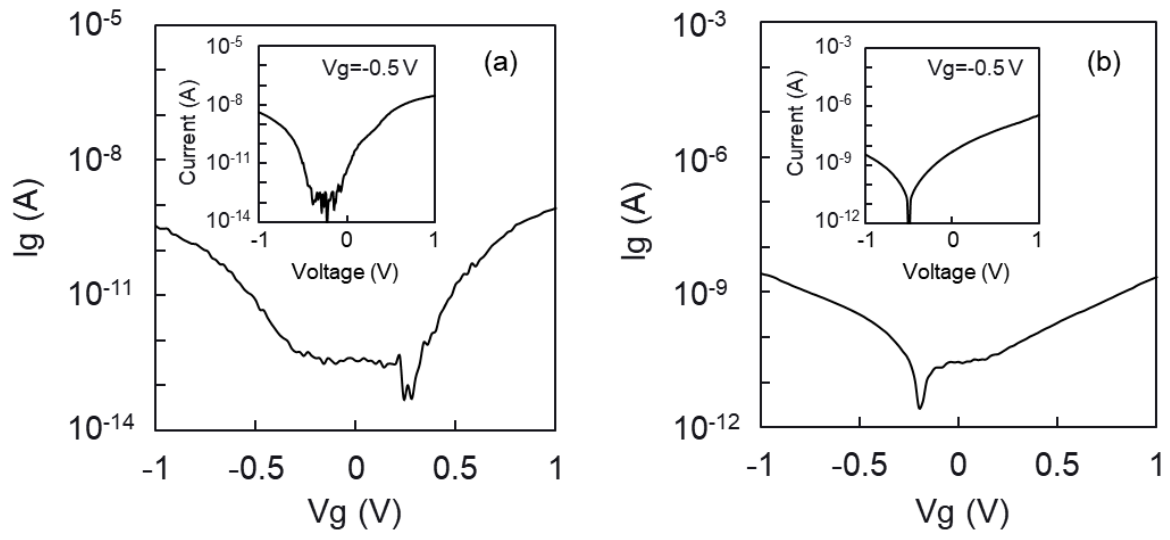 (a)
Ig (A)
10⁻⁵
10⁻⁸
10⁻¹¹
10⁻¹⁴
-1 -0.5 0 0.5 1
Vg (V)
Vg=-0.5 V
Current (A)
10⁻⁵
10⁻⁸
10⁻¹¹
10⁻¹⁴
-1 0 1
Voltage (V)
(b)
Ig (A)
10⁻³
10⁻⁶
10⁻⁹
10⁻¹²
-1 -0.5 0 0.5 1
Vg (V)
Vg=-0.5 V
Current (A)
10⁻³
10⁻⁶
10⁻⁹
10⁻¹²
-1 0 1
Voltage (V)